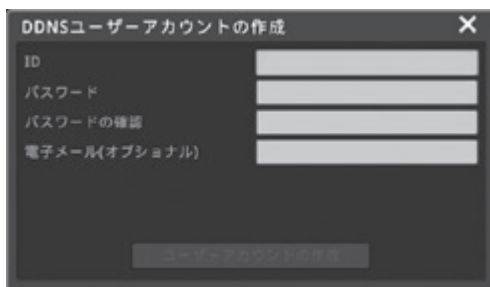 DDNSユーザーアカウントの作成
ID
パスワード
パスワードの確認
電子メール(オプショナル)
ユーザーアカウントの作成